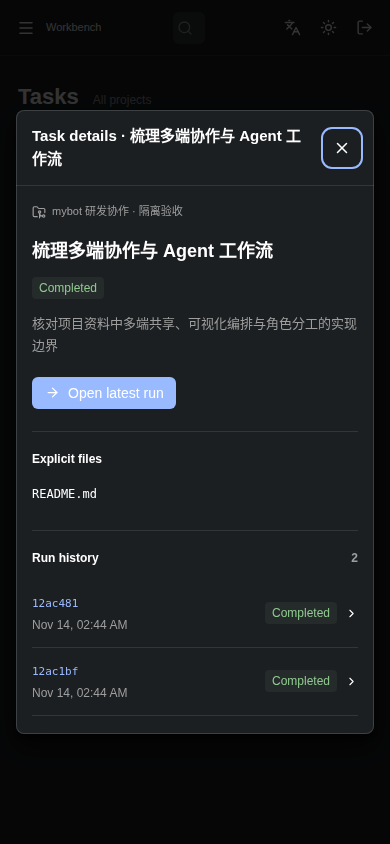 Workbench
Tasks All projects
Task details · 梳理多端协作与 Agent 工
作流
mybot 研发协作 · 隔离验收
梳理多端协作与 Agent 工作流
Completed
核对项目资料中多端共享、可视化编排与角色分工的实现
边界
Open latest run
Explicit files
README.md
Run history 2
12ac481
Nov 14, 02:44 AM
Completed
12ac1bf
Nov 14, 02:44 AM
Completed